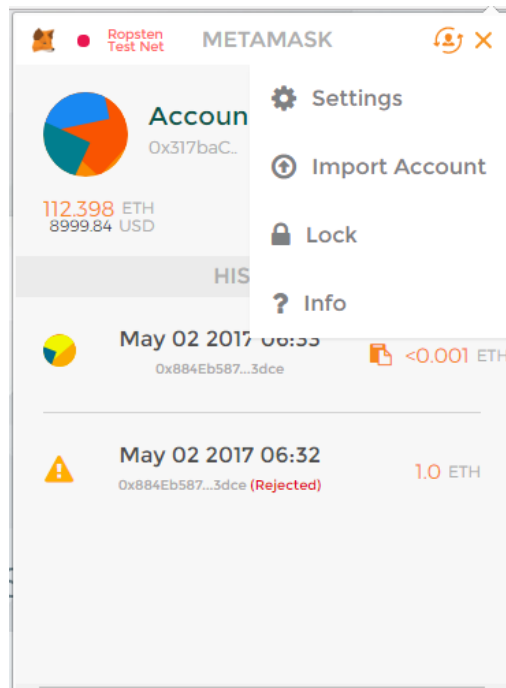 Ropsten
Test Net
METAMASK
Accoun
0x317baC..
112.398 ETH
8999.84 USD
Settings
Import Account
Lock
Info
HIS
May 02 2017 06:33
0x884Eb587...3dce
<0.001 ETH
May 02 2017 06:32
0x884Eb587...3dce (Rejected)
1.0 ETH